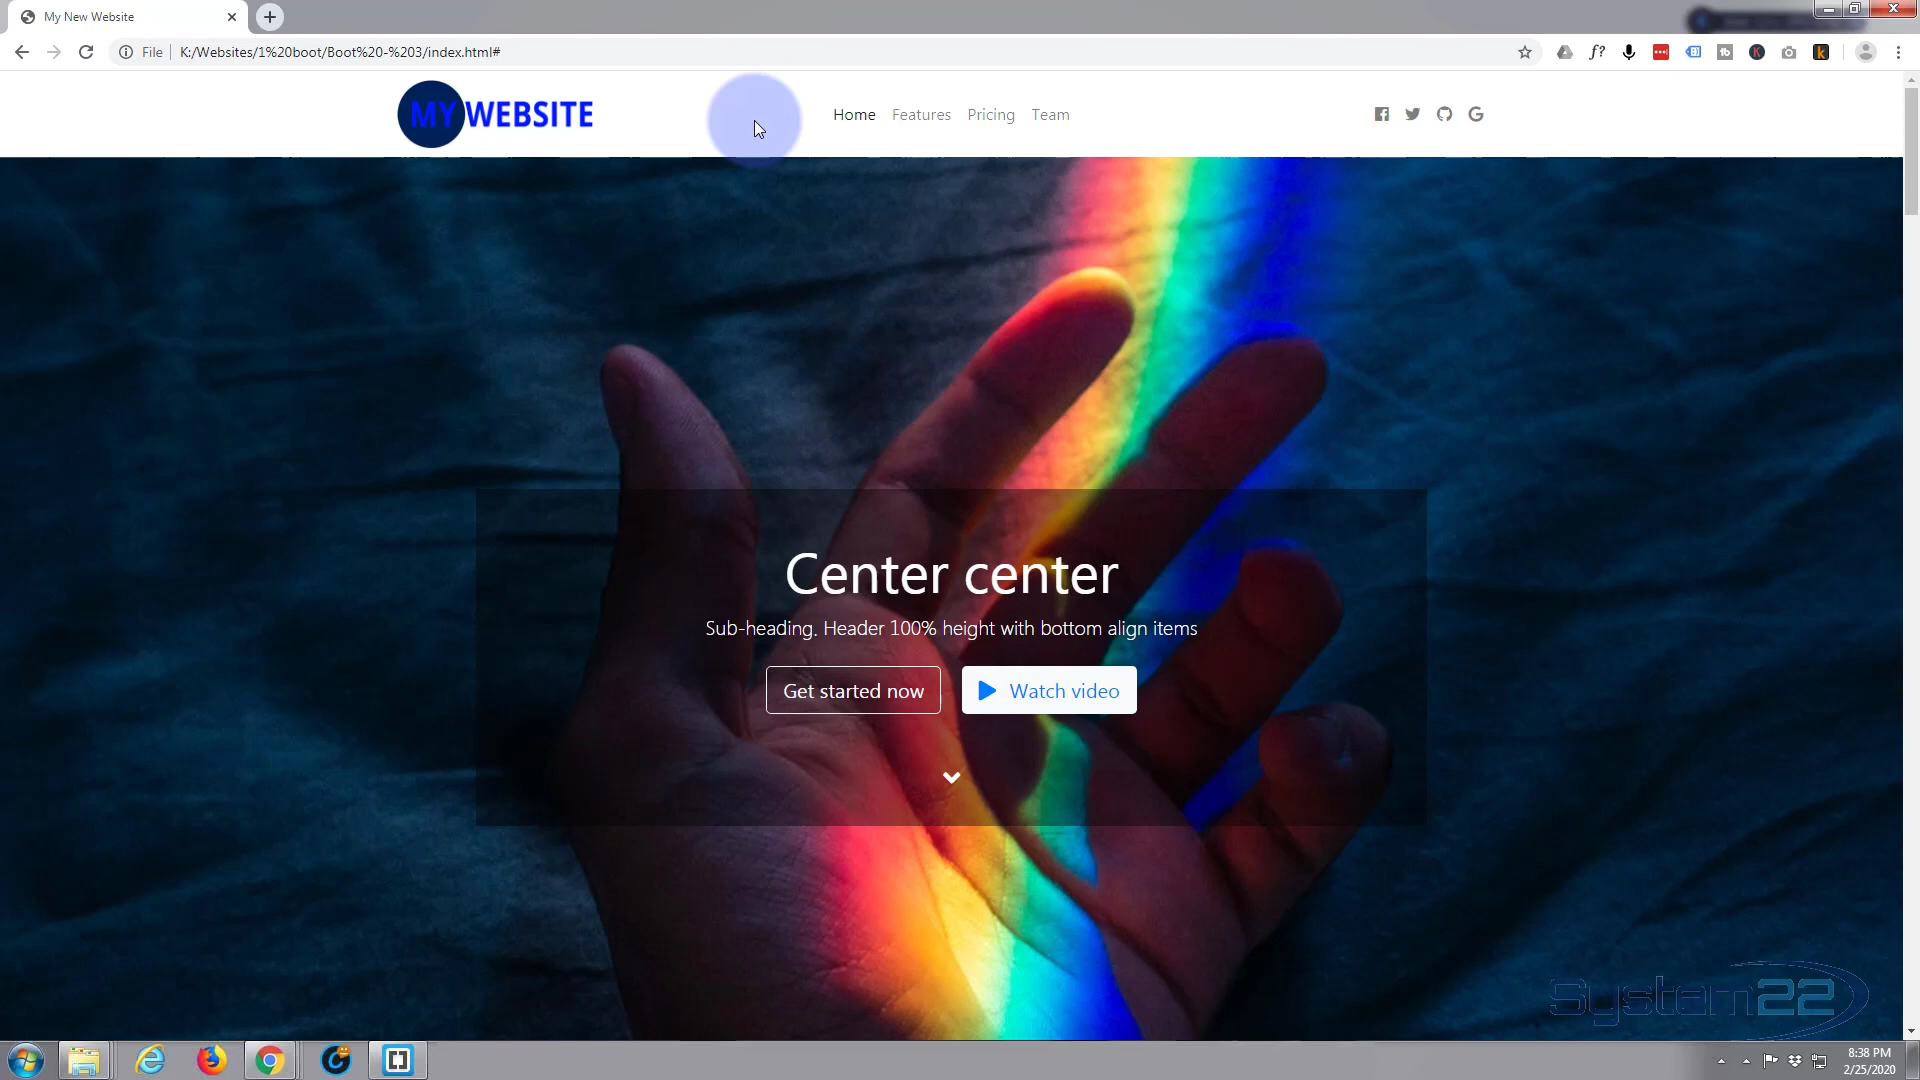 My New Website
File K:/Websites/1%20boot/Boot%20-%203/index.html#
MY WEBSITE
Home Features Pricing Team
Center center
Sub-heading. Header 100% height with bottom align items
Get started now Watch video
System22
8:38 PM
2/25/2020